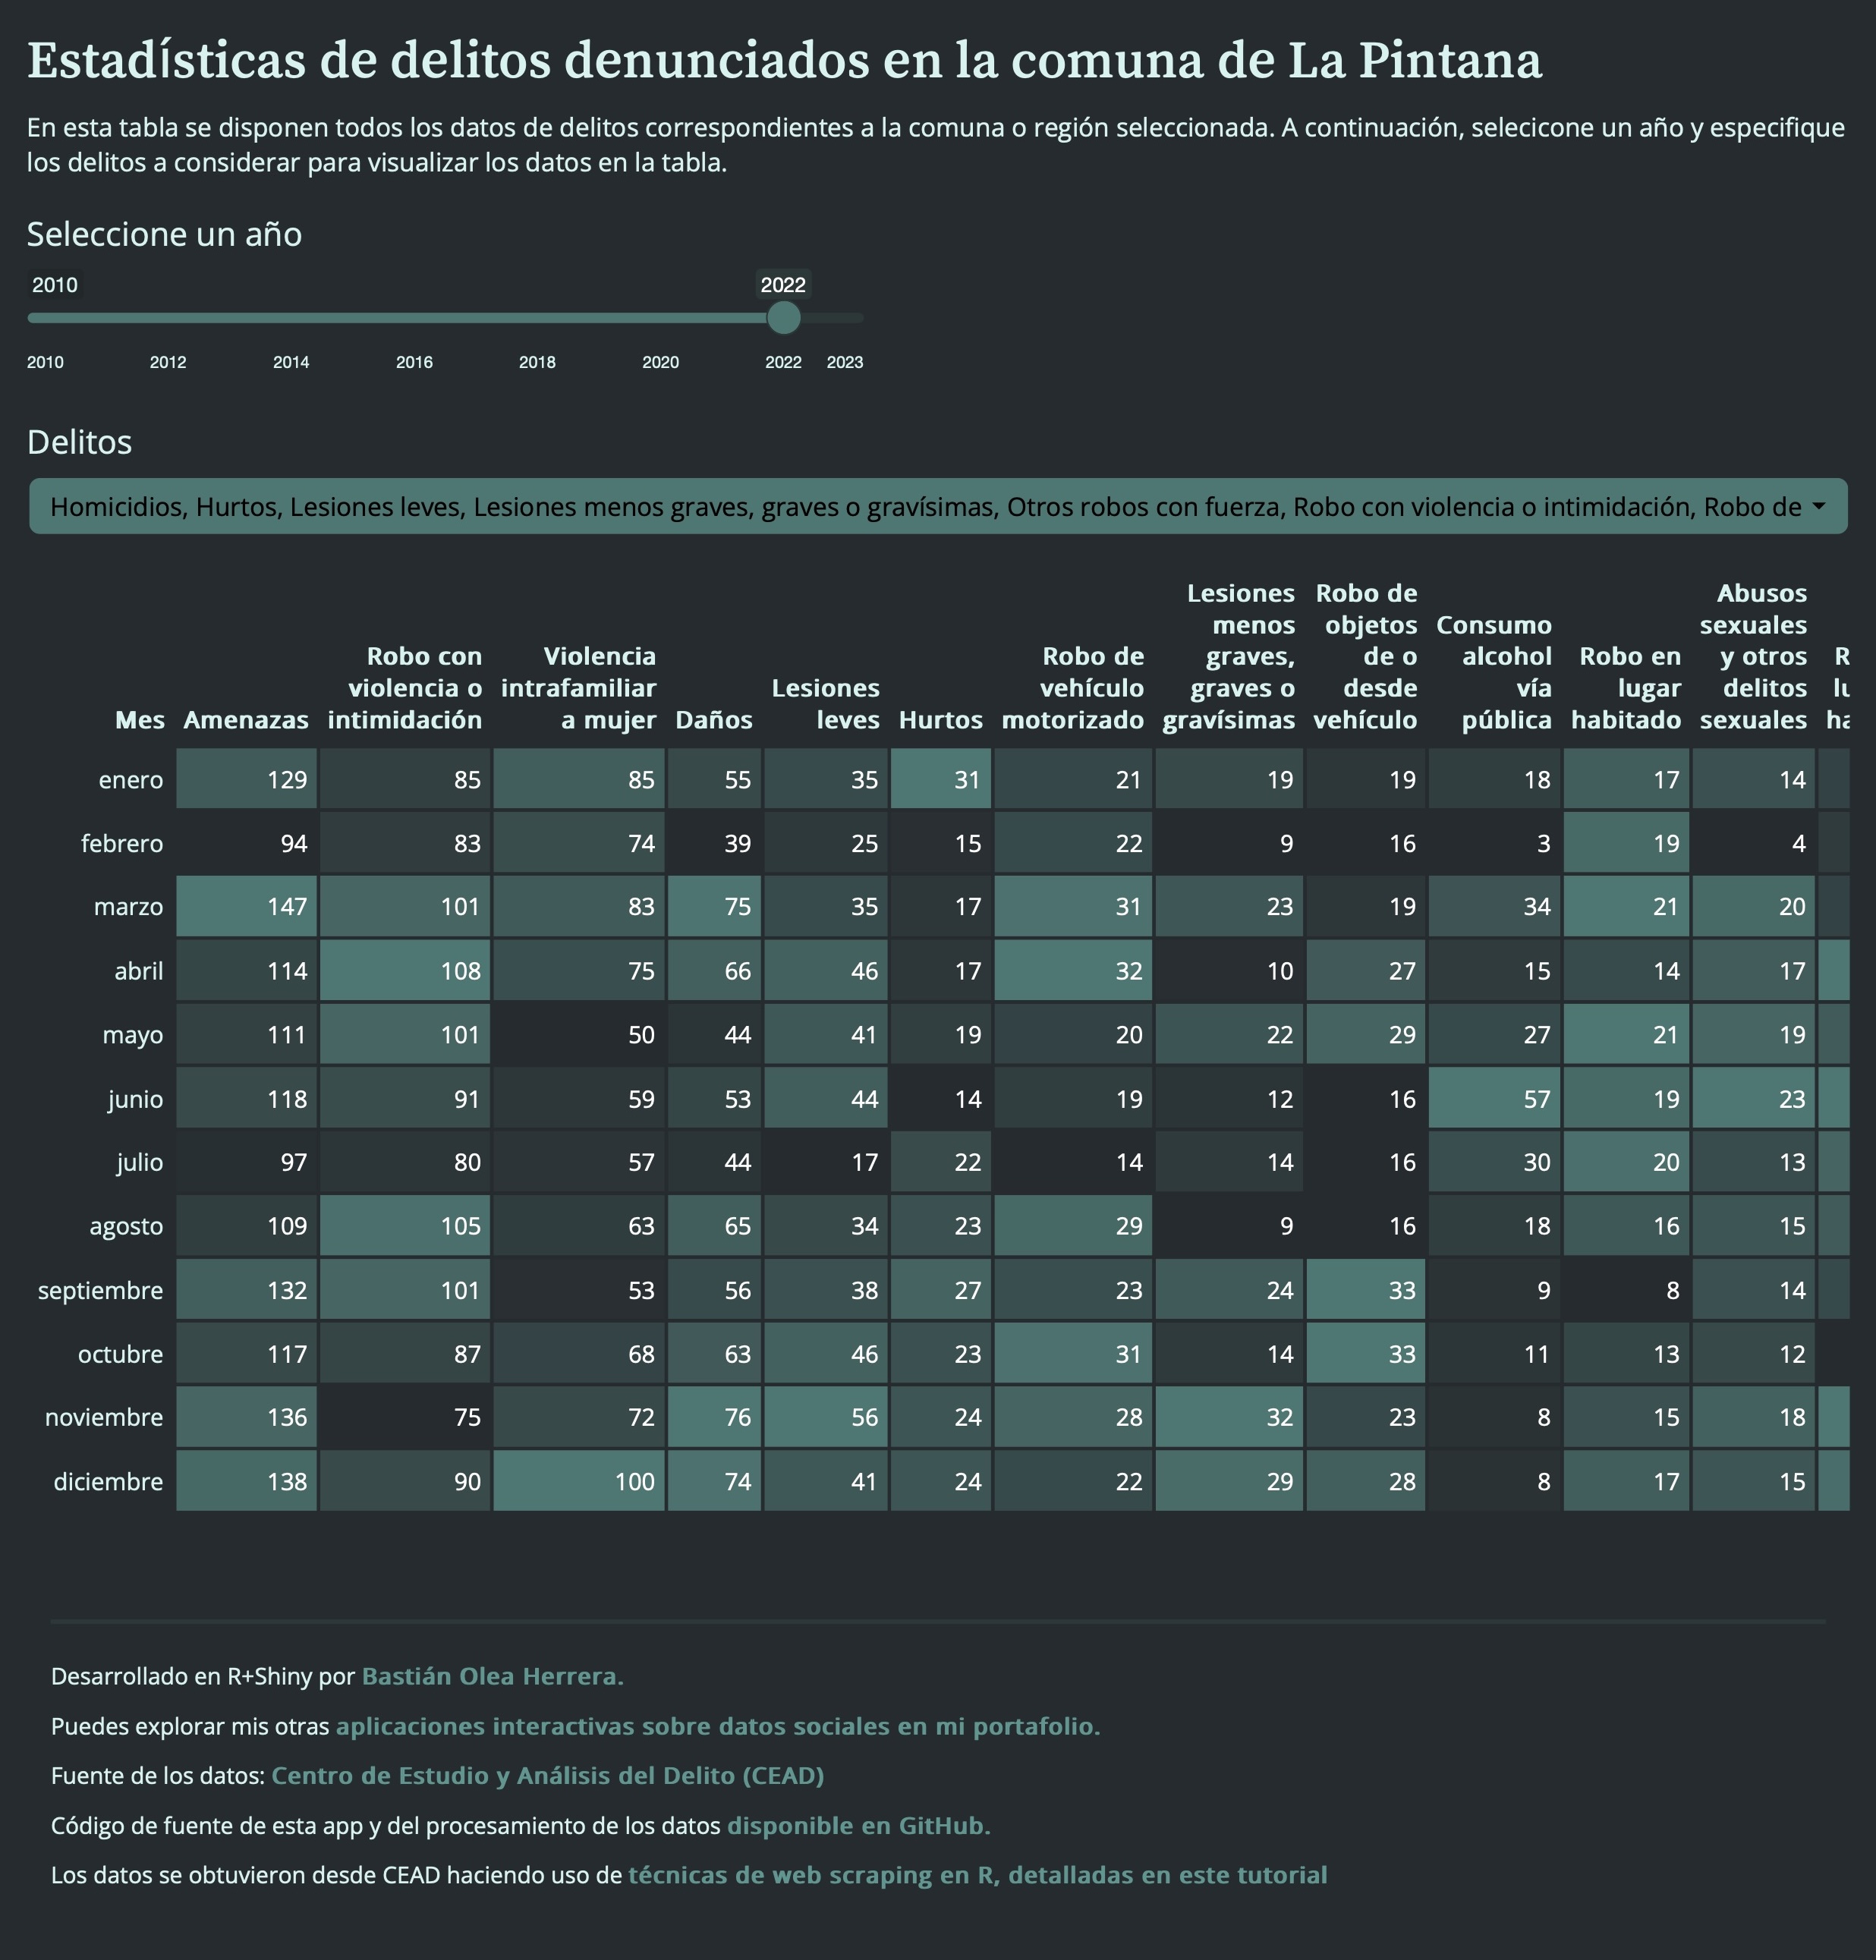 Estadísticas de delitos denunciados en la comuna de La Pintana
En esta tabla se disponen todos los datos de delitos correspondientes a la comuna o región seleccionada. A continuación, selecicone un año y especifique
los delitos a considerar para visualizar los datos en la tabla.
Seleccione un año
2010 2022
2010 2012 2014 2016 2018 2020 2022 2023
Delitos
Homicidios, Hurtos, Lesiones leves, Lesiones menos graves, graves o gravísimas, Otros robos con fuerza, Robo con violencia o intimidación, Robo de
Mes Amenazas Robo con violencia o intimidación Violencia intrafamiliar a mujer Daños Lesiones leves Hurtos Robo de vehículo motorizado Lesiones menos graves, graves o gravísimas Robo de objetos de o desde vehículo Consumo alcohol vía pública Robo en lugar habitado Abusos sexuales y otros delitos sexuales
enero 129 85 85 55 35 31 21 19 19 18 17 14
febrero 94 83 74 39 25 15 22 9 16 3 19 4
marzo 147 101 83 75 35 17 31 23 19 34 21 20
abril 114 108 75 66 46 17 32 10 27 15 14 17
mayo 111 101 50 44 41 19 20 22 29 27 21 19
junio 118 91 59 53 44 14 19 12 16 57 19 23
julio 97 80 57 44 17 22 14 14 16 30 20 13
agosto 109 105 63 65 34 23 29 9 16 18 16 15
septiembre 132 101 53 56 38 27 23 24 33 9 8 14
octubre 117 87 68 63 46 23 31 14 33 11 13 12
noviembre 136 75 72 76 56 24 28 32 23 8 15 18
diciembre 138 90 100 74 41 24 22 29 28 8 17 15
Desarrollado en R+Shiny por Bastián Olea Herrera.
Puedes explorar mis otras aplicaciones interactivas sobre datos sociales en mi portafolio.
Fuente de los datos: Centro de Estudio y Análisis del Delito (CEAD)
Código de fuente de esta app y del procesamiento de los datos disponible en GitHub.
Los datos se obtuvieron desde CEAD haciendo uso de técnicas de web scraping en R, detalladas en este tutorial